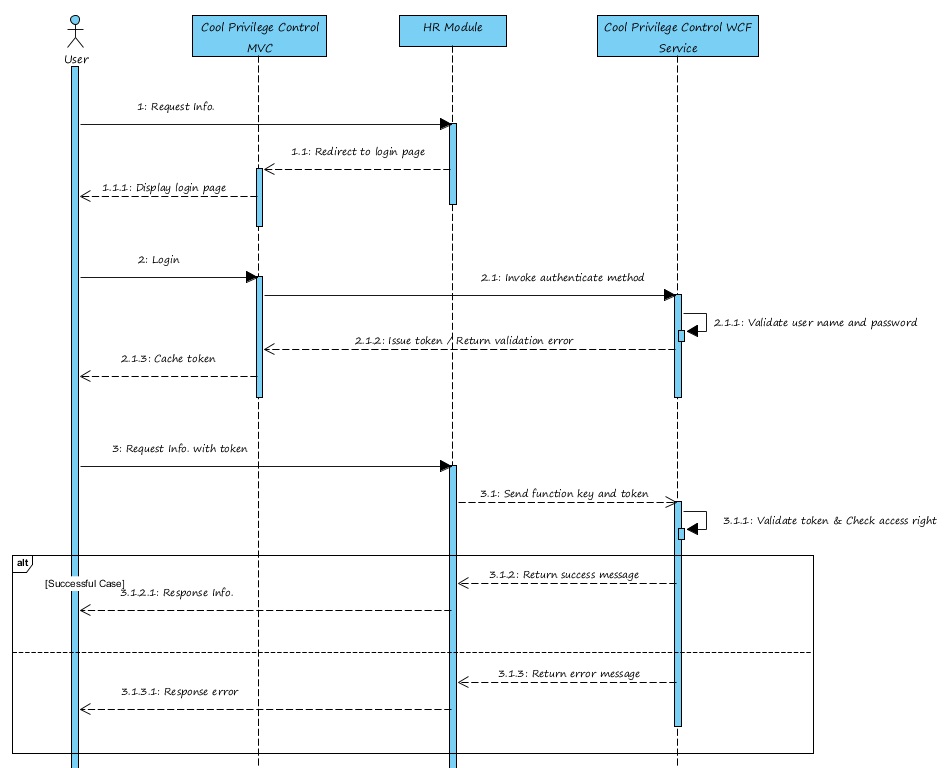 Cool Privilege Control
MVC
HR Module
Cool Privilege Control WCF
Service
User
1: Request Info.
1.1: Redirect to login page
1.1.1: Display login page
2: Login
2.1: Invoke authenticate method
2.1.1: Validate user name and password
2.1.2: Issue token / Return validation error
2.1.3: Cache token
3: Request Info. with token
3.1: Send function key and token
3.1.1: Validate token & Check access right
alt
3.1.2: Return success message
[Successful Case]
3.1.2.1: Response Info.
3.1.3: Return error message
3.1.3.1: Response error